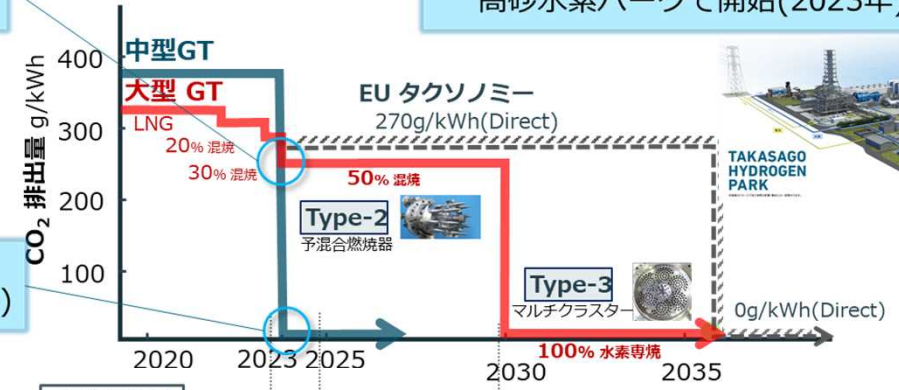 高砂水素パークで開始(2023年)
CO₂ 排出量 g/kWh
400
300
200
100
中型GT
大型 GT
LNG
20% 混焼
30% 混焼
EU タクソノミー
270g/kWh(Direct)
50% 混焼
Type-2
予混合燃焼器
Type-3
マルチクラスター
TAKASAGO
HYDROGEN
PARK
0g/kWh(Direct)
)
100% 水素専焼
2020
2023
2025
2030
2035